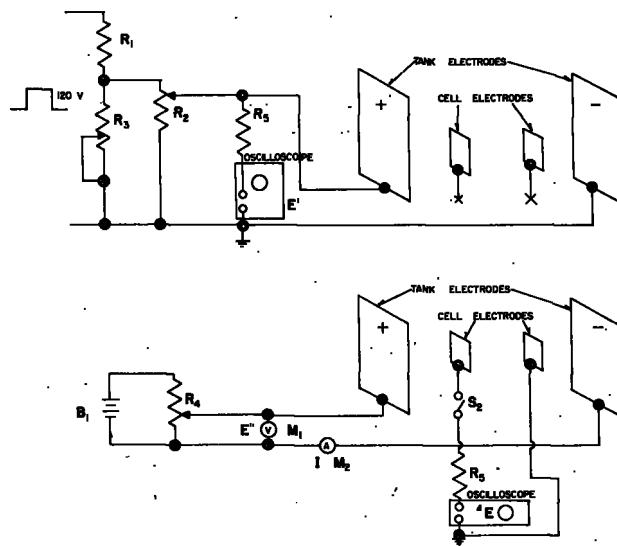 R1
TANK ELECTRODES
120 V
R3
R2
+
−
CELL ELECTRODES
R5
OSCILLOSCOPE
E'
TANK ELECTRODES
CELL ELECTRODES
+
−
B1
R4
S2
E" V M1
A
I M2
R5
OSCILLOSCOPE
E